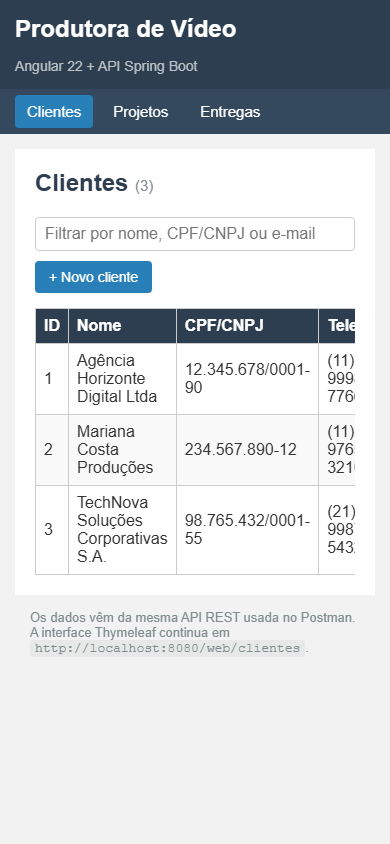 Produtora de Vídeo
Angular 22 + API Spring Boot
Clientes Projetos Entregas
Clientes (3)
Filtrar por nome, CPF/CNPJ ou e-mail
+ Novo cliente
ID Nome CPF/CNPJ
1 Agência Horizonte Digital Ltda 12.345.678/0001-90 (11)
2 Mariana Costa Produções 234.567.890-12 (11)
3 TechNova Soluções Corporativas S.A. 98.765.432/0001-55 (21)
Os dados vêm da mesma API REST usada no Postman.
A interface Thymeleaf continua em
http://localhost:8080/web/clientes.